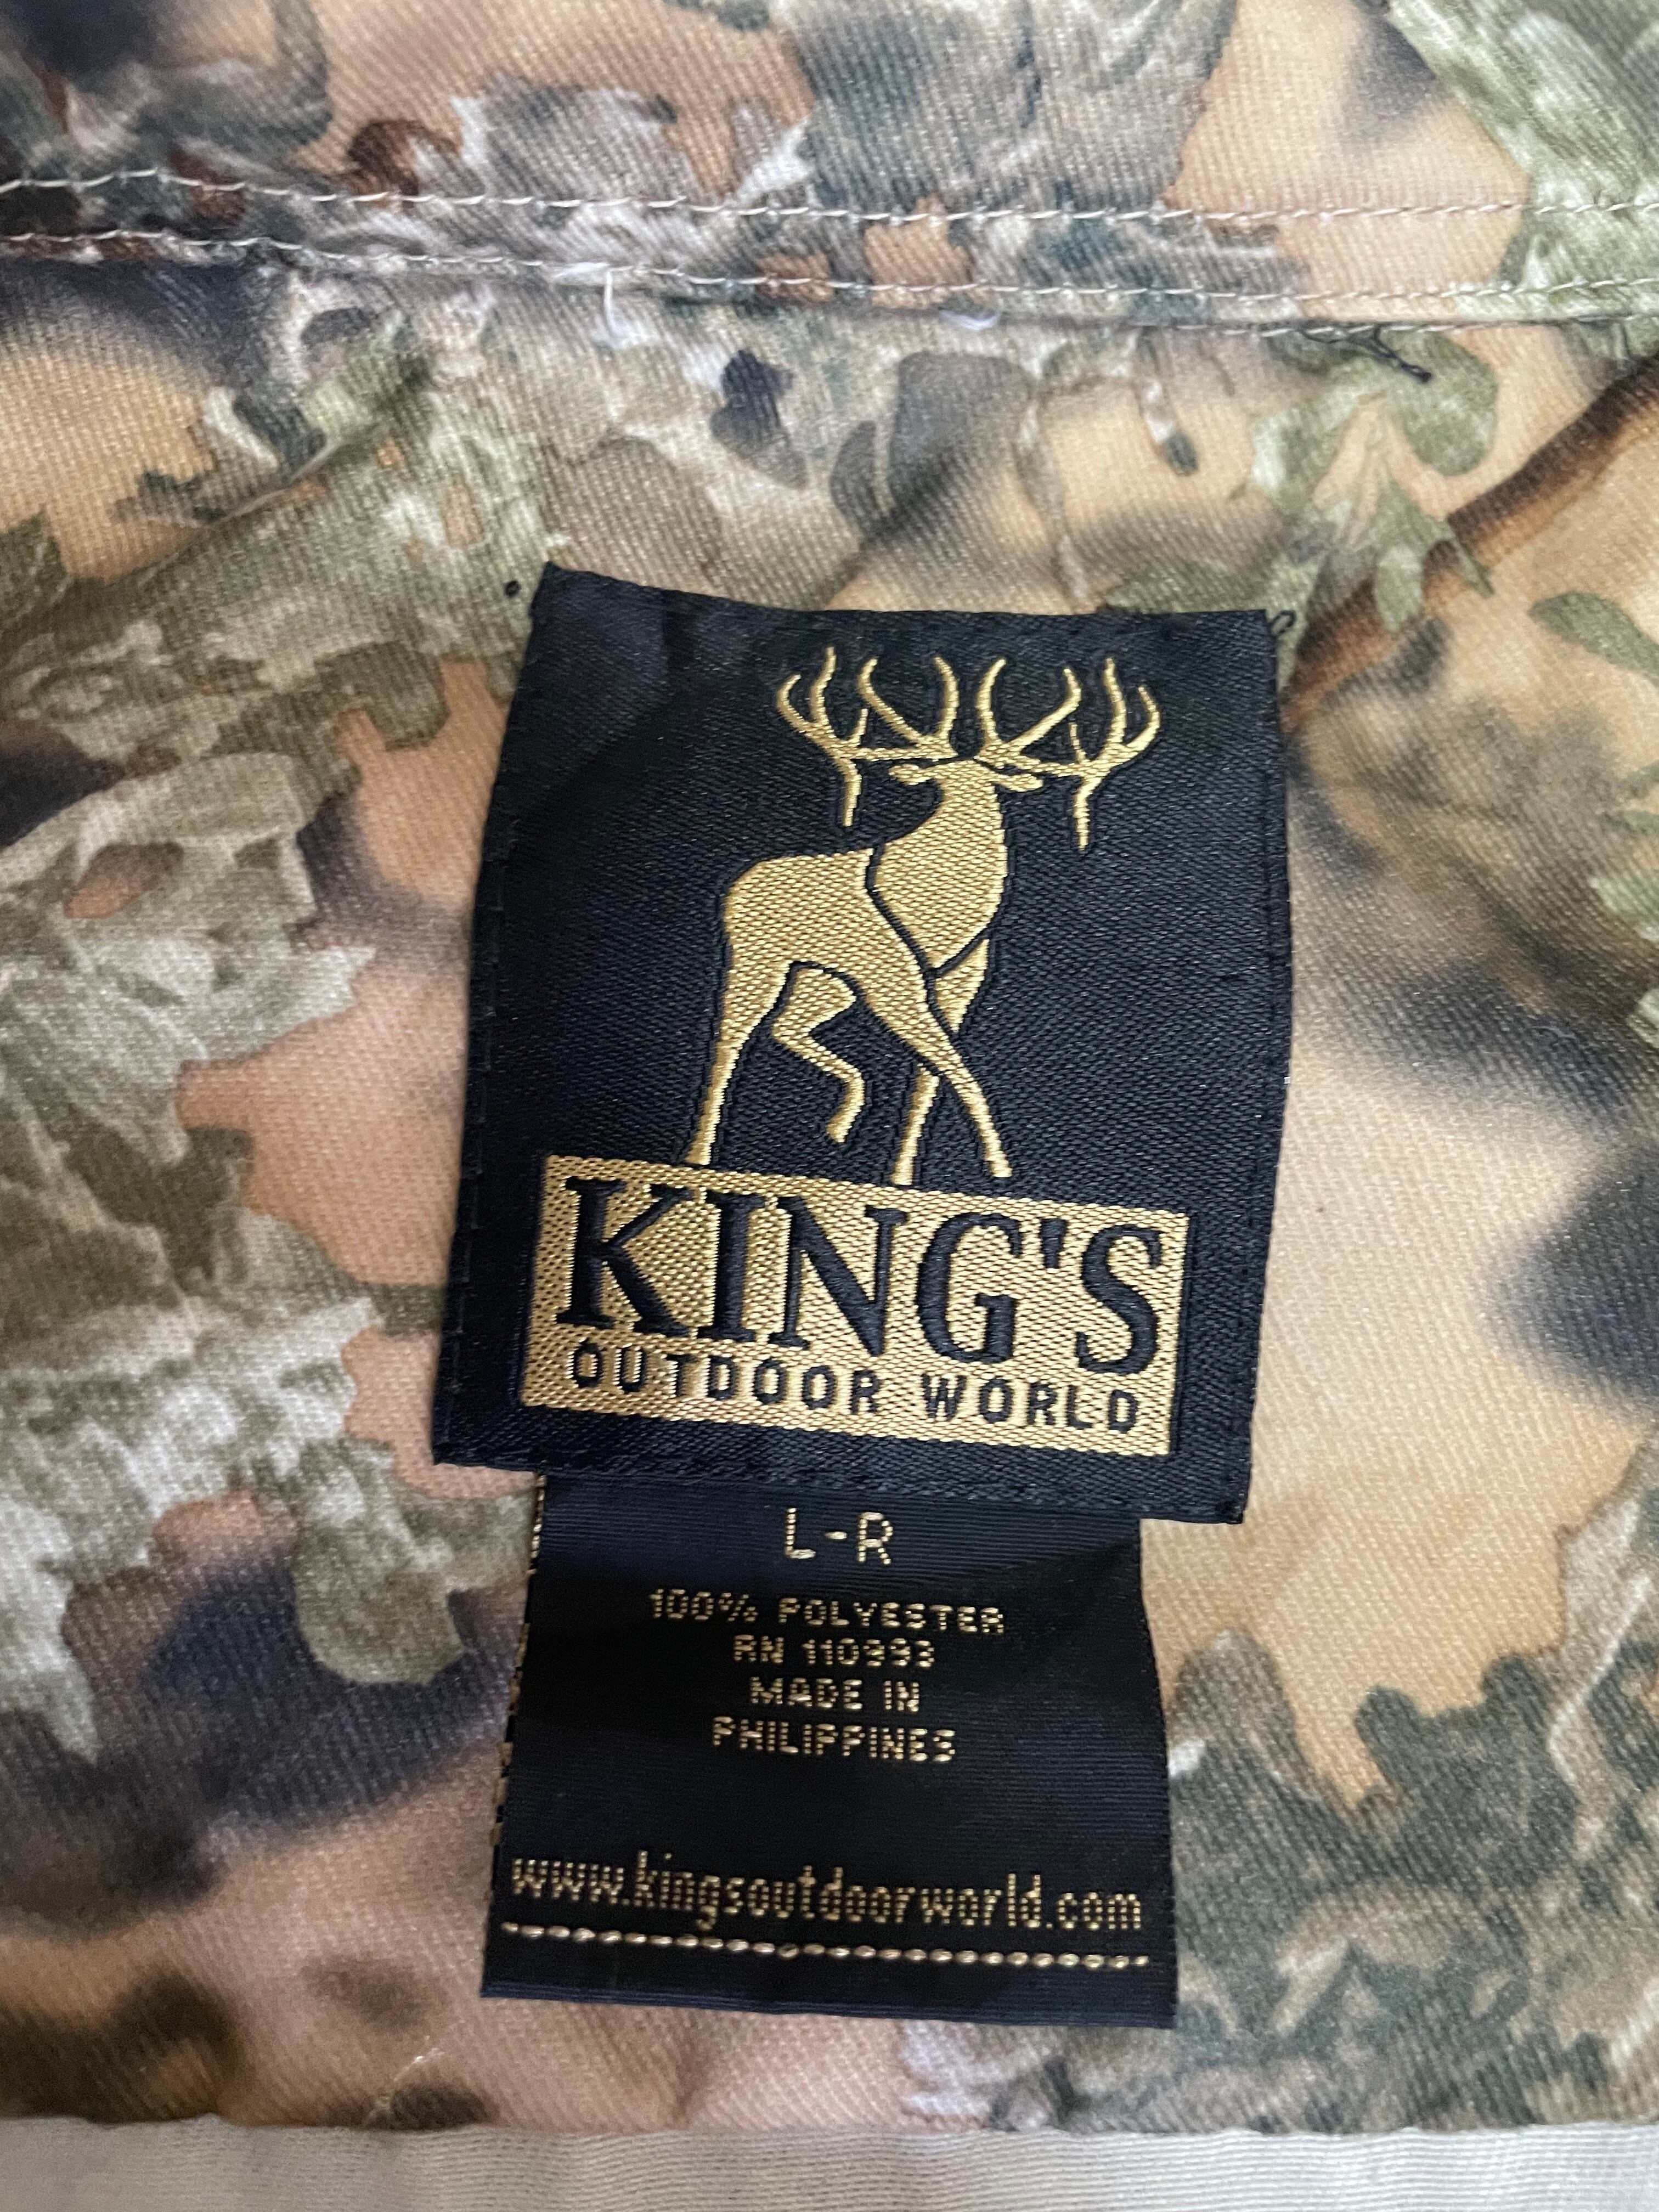 KING'S
OUTDOOR WORLD
L-R
100% POLYESTER
RN 110993
MADE IN
PHILIPPINES
www.kingsoutdoorworld.com